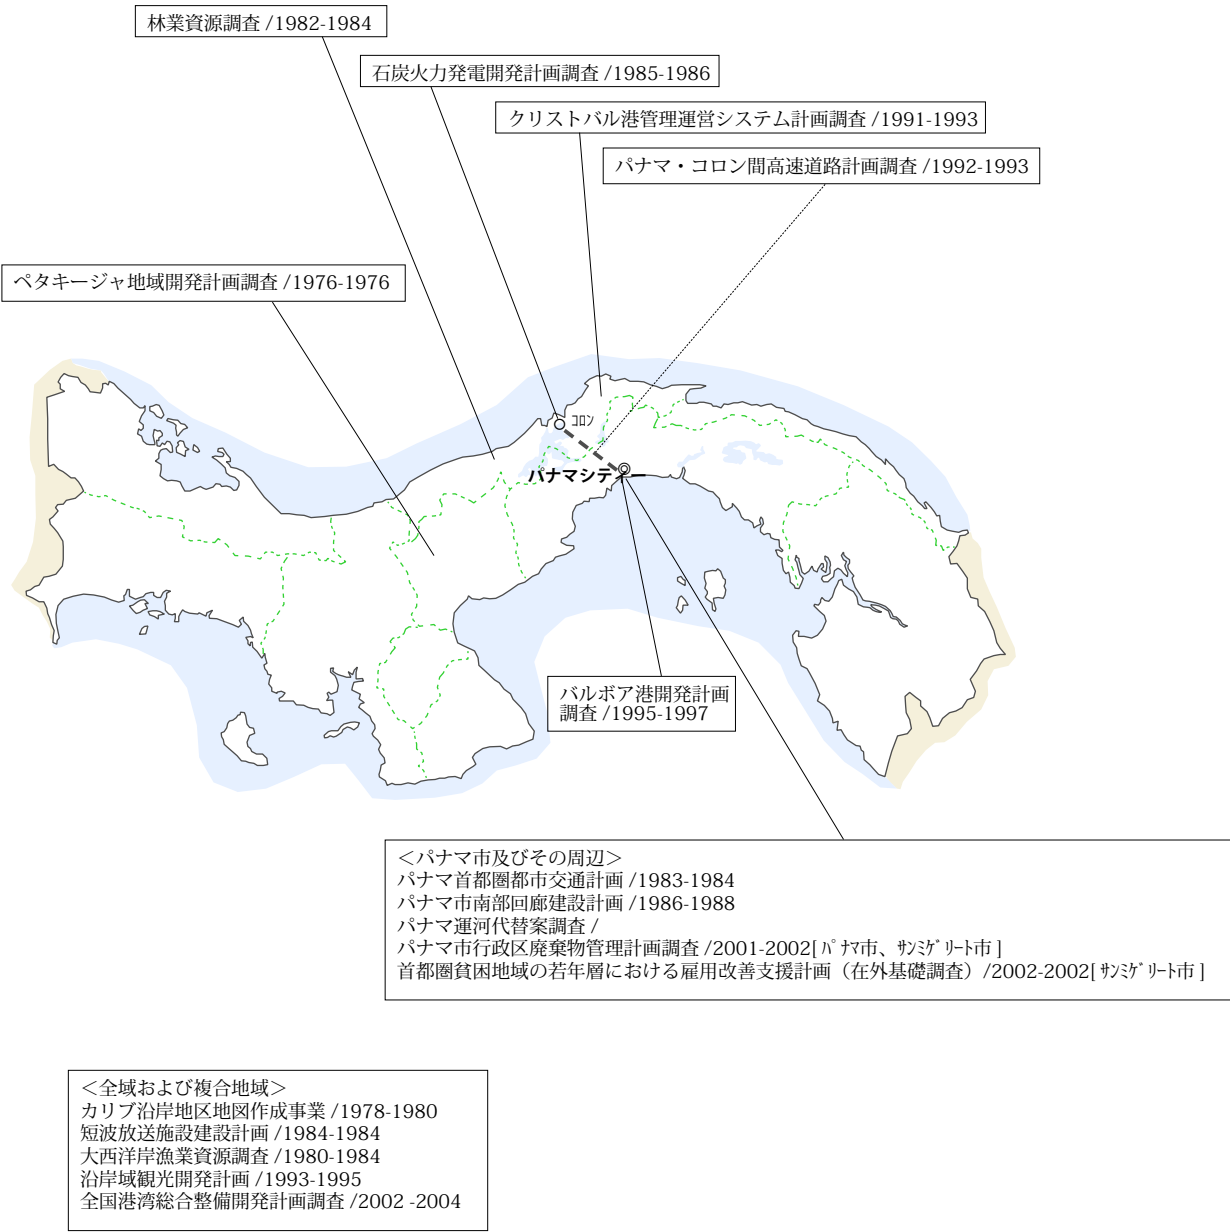 林業資源調査 /1982-1984
石炭火力発電開発計画調査 /1985-1986
クリストバル港管理運営システム計画調査 /1991-1993
パナマ・コロン間高速道路計画調査 /1992-1993
ペタキージャ地域開発計画調査 /1976-1976
ｺﾛﾝ
パナマシティー
バルボア港開発計画
調査 /1995-1997
＜パナマ市及びその周辺＞
パナマ首都圏都市交通計画 /1983-1984
パナマ市南部回廊建設計画 /1986-1988
パナマ運河代替案調査 /
パナマ市行政区廃棄物管理計画調査 /2001-2002[ ﾊﾟﾅﾏ市、ｻﾝﾐｹﾞﾘｰﾄ市 ]
首都圏貧困地域の若年層における雇用改善支援計画（在外基礎調査）/2002-2002[ ｻﾝﾐｹﾞﾘｰﾄ市 ]
＜全域および複合地域＞
カリブ沿岸地区地図作成事業 /1978-1980
短波放送施設建設計画 /1984-1984
大西洋岸漁業資源調査 /1980-1984
沿岸域観光開発計画 /1993-1995
全国港湾総合整備開発計画調査 /2002 -2004